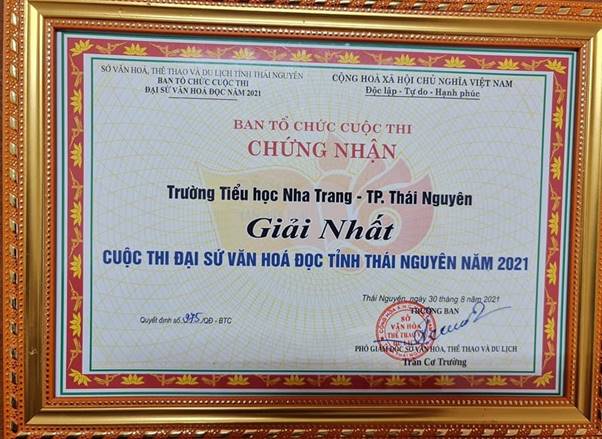 SỞ VĂN HOÁ, THỂ THAO VÀ DU LỊCH TỈNH THÁI NGUYÊN
BAN TỔ CHỨC CUỘC THI
ĐẠI SỨ VĂN HOÁ ĐỌC NĂM 2021
CỘNG HOÀ XÃ HỘI CHỦ NGHĨA VIỆT NAM
Độc lập - Tự do - Hạnh phúc
BAN TỔ CHỨC CUỘC THI
CHỨNG NHẬN
Trường Tiểu học Nha Trang - TP. Thái Nguyên
Giải Nhất
CUỘC THI ĐẠI SỨ VĂN HOÁ ĐỌC TỈNH THÁI NGUYÊN NĂM 2021
Thái Nguyên, ngày 30 tháng 8 năm 2021
TRƯỞNG BAN
Quyết định số 975/QĐ - BTC
SỞ
VĂN HÓA
THỂ THAO VÀ
PHÓ GIÁM ĐỐC SỞ VĂN HOÁ, THỂ THAO VÀ DU LỊCH
Trần Cơ Trưởng